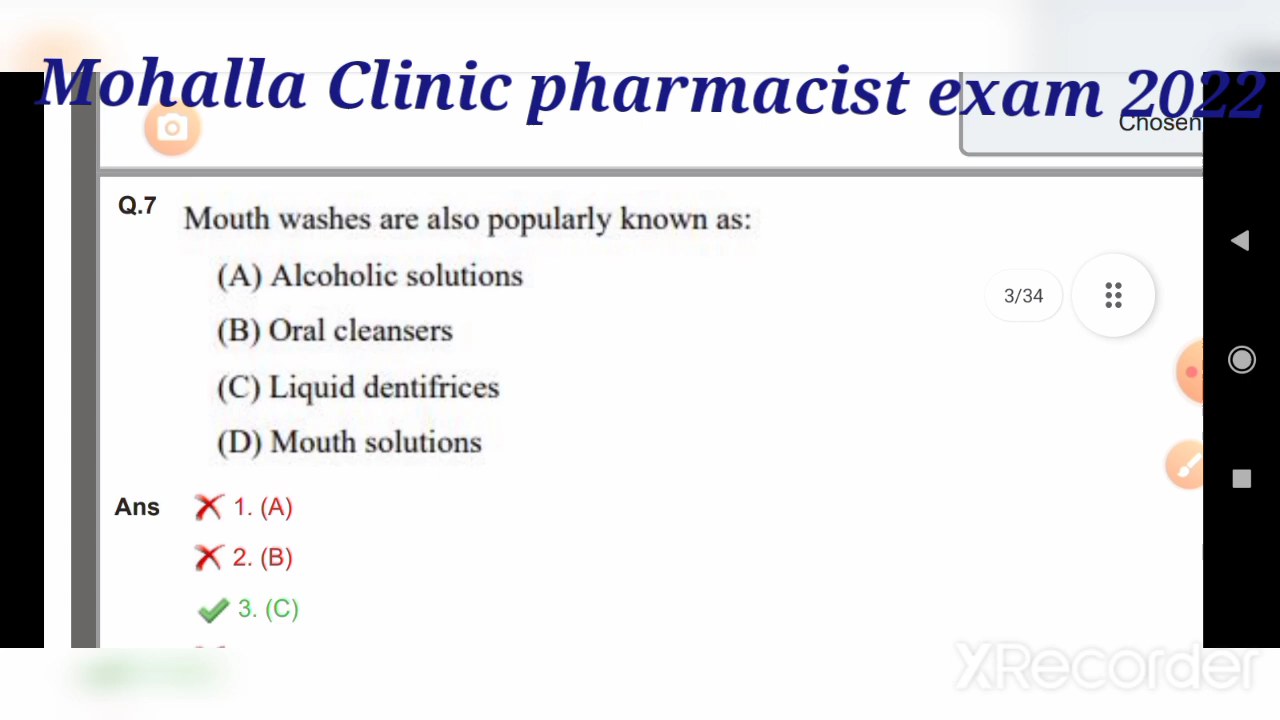 Mohalla Clinic pharmacist exam 2022
Chosen
Q.7 Mouth washes are also popularly known as:
(A) Alcoholic solutions
(B) Oral cleansers
3/34
(C) Liquid dentifrices
(D) Mouth solutions
Ans 1. (A)
2. (B)
3. (C)
XRecorder